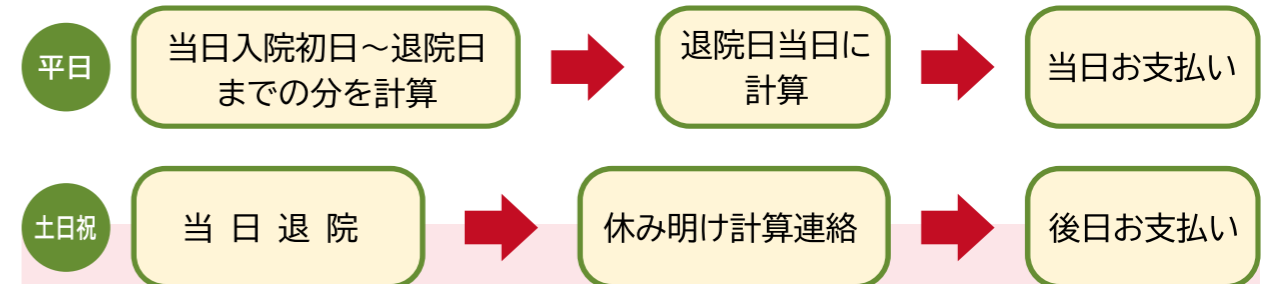 平日
当日入院初日～退院日
までの分を計算
退院日当日に
計算
当日お支払い
土日祝
当日退院
休み明け計算連絡
後日お支払い